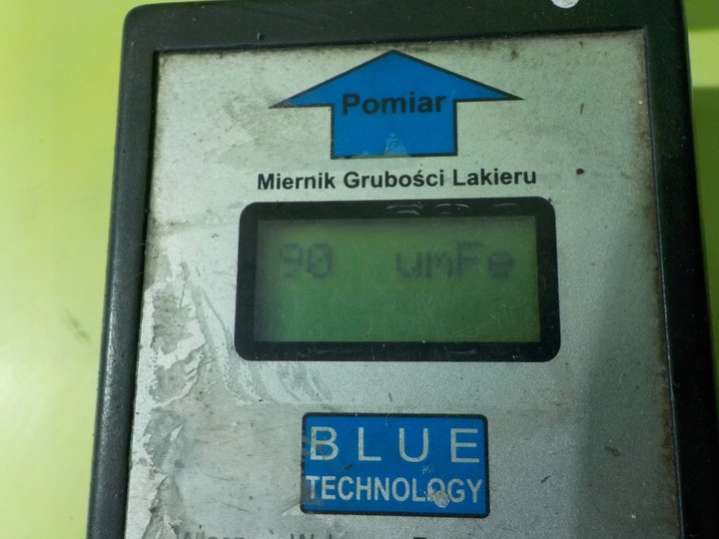 Pomiar
Miernik Grubości Lakieru
90 umFe
BLUE
TECHNOLOGY